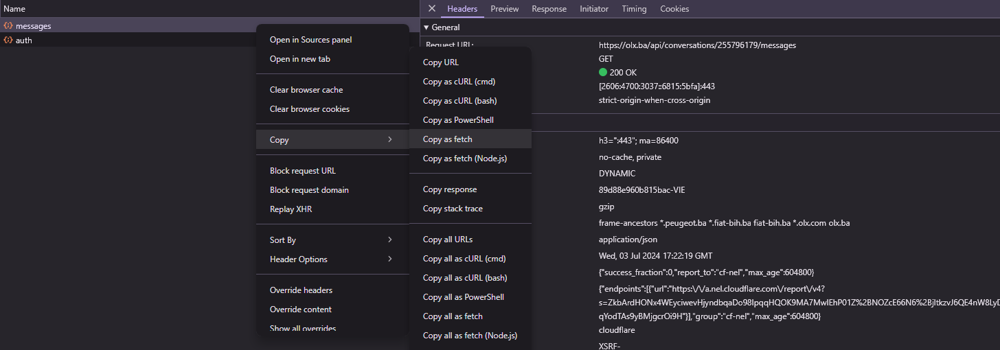 Name
messages
auth
Open in Sources panel
Open in new tab
Clear browser cache
Clear browser cookies
Copy
Block request URL
Block request domain
Replay XHR
Sort By
Header Options
Override headers
Override content
Show all overrides
Copy URL
Copy as cURL (cmd)
Copy as cURL (bash)
Copy as PowerShell
Copy as fetch
Copy as fetch (Node.js)
Copy response
Copy stack trace
Copy all URLs
Copy all as cURL (cmd)
Copy all as cURL (bash)
Copy all as PowerShell
Copy all as fetch
Copy all as fetch (Node.js)
Headers Preview Response Initiator Timing Cookies
General
Request URL:
https://olx.ba/api/conversations/255796179/messages
GET
200 OK
[2606:4700:3037::6815:5bfa]:443
strict-origin-when-cross-origin
h3=":443"; ma=86400
no-cache, private
DYNAMIC
89d88e960b815bac-VIE
gzip
frame-ancestors *.peugeot.ba *.fiat-bih.ba fiat-bih.ba *.olx.com olx.ba
application/json
Wed, 03 Jul 2024 17:22:19 GMT
{"success_fraction":0,"report_to":"cf-nel","max_age":604800}
{"endpoints":[{"url":"https:\/\/a.nel.cloudflare.com\/report\/v4?
qYodTAs9yBMjgcrOi9H"}],"group":"cf-nel","max_age":604800}
cloudflare
XSRF-